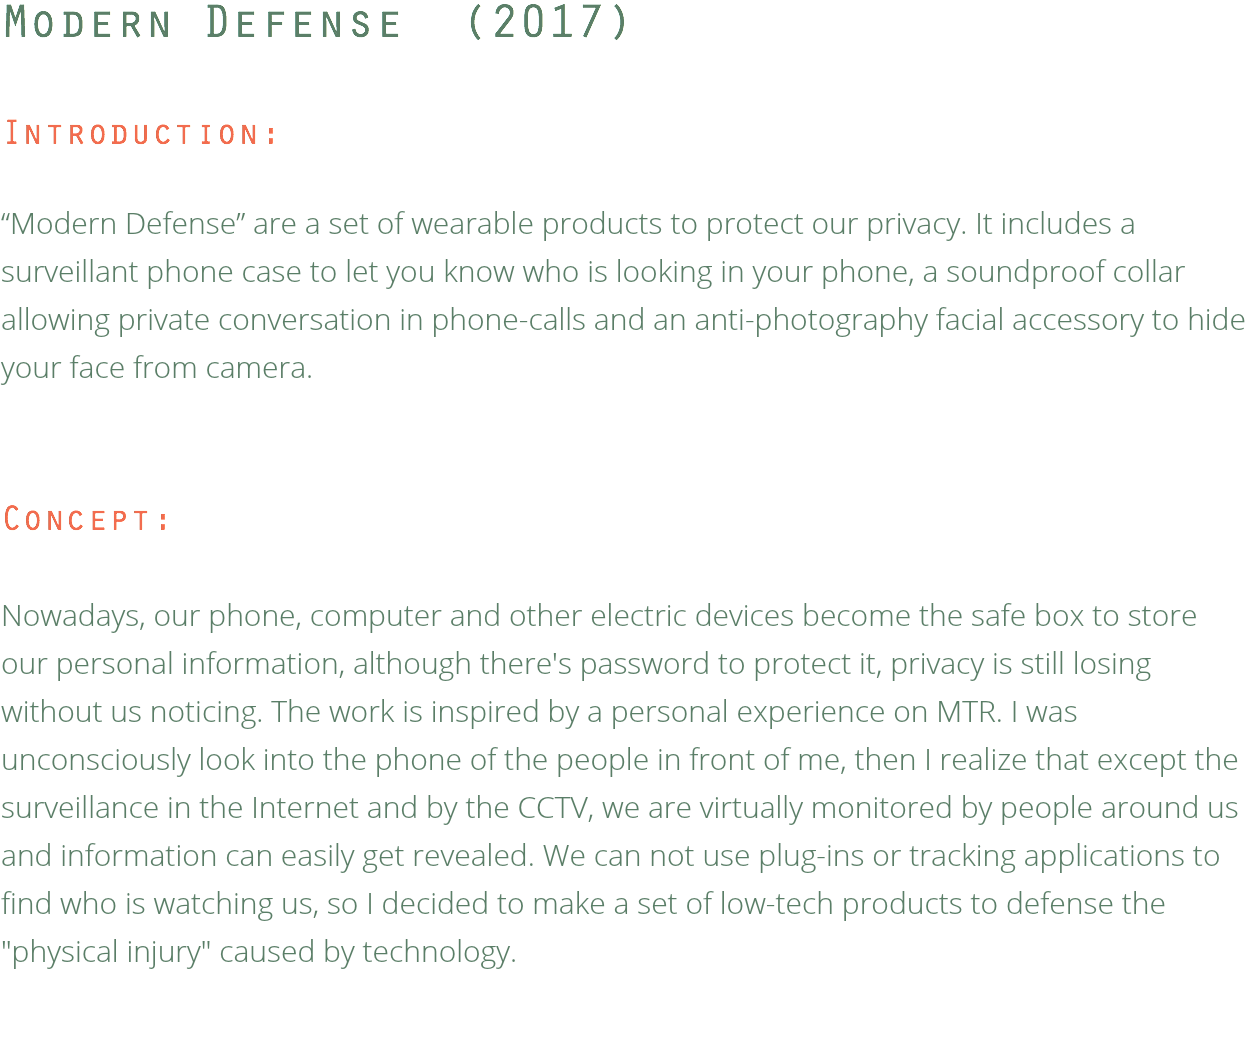 Modern Defense (2017)
Introduction:
“Modern Defense” are a set of wearable products to protect our privacy. It includes a
surveillant phone case to let you know who is looking in your phone, a soundproof collar
allowing private conversation in phone-calls and an anti-photography facial accessory to hide
your face from camera.
Concept:
Nowadays, our phone, computer and other electric devices become the safe box to store
our personal information, although there's password to protect it, privacy is still losing
without us noticing. The work is inspired by a personal experience on MTR. I was
unconsciously look into the phone of the people in front of me, then I realize that except the
surveillance in the Internet and by the CCTV, we are virtually monitored by people around us
and information can easily get revealed. We can not use plug-ins or tracking applications to
find who is watching us, so I decided to make a set of low-tech products to defense the
"physical injury" caused by technology.